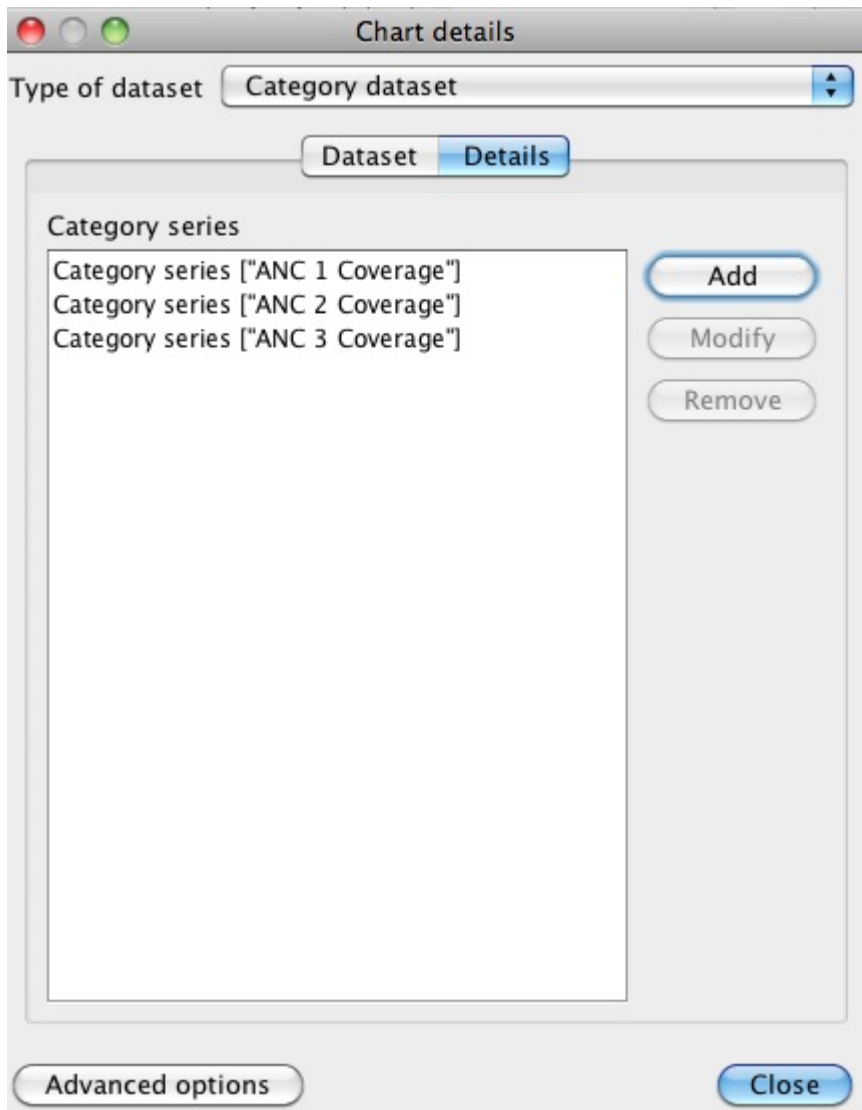 Chart details
Type of dataset Category dataset
Dataset Details
Category series
Category series ["ANC 1 Coverage"]
Category series ["ANC 2 Coverage"]
Category series ["ANC 3 Coverage"]
Add
Modify
Remove
Advanced options Close